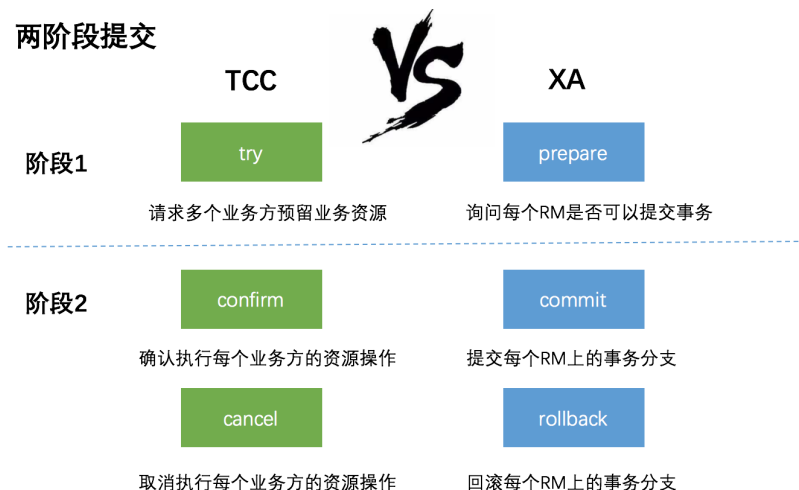 两阶段提交
VS
TCC
XA
阶段1
try
prepare
请求多个业务方预留业务资源
询问每个RM是否可以提交事务
阶段2
confirm
commit
确认执行每个业务方的资源操作
提交每个RM上的事务分支
cancel
rollback
取消执行每个业务方的资源操作
回滚每个RM上的事务分支